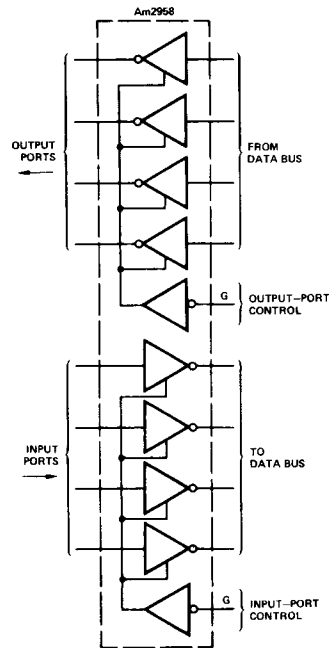 Am2958
OUTPUT
PORTS
FROM
DATA BUS
G
OUTPUT–PORT
CONTROL
INPUT
PORTS
TO
DATA BUS
G
INPUT–PORT
CONTROL